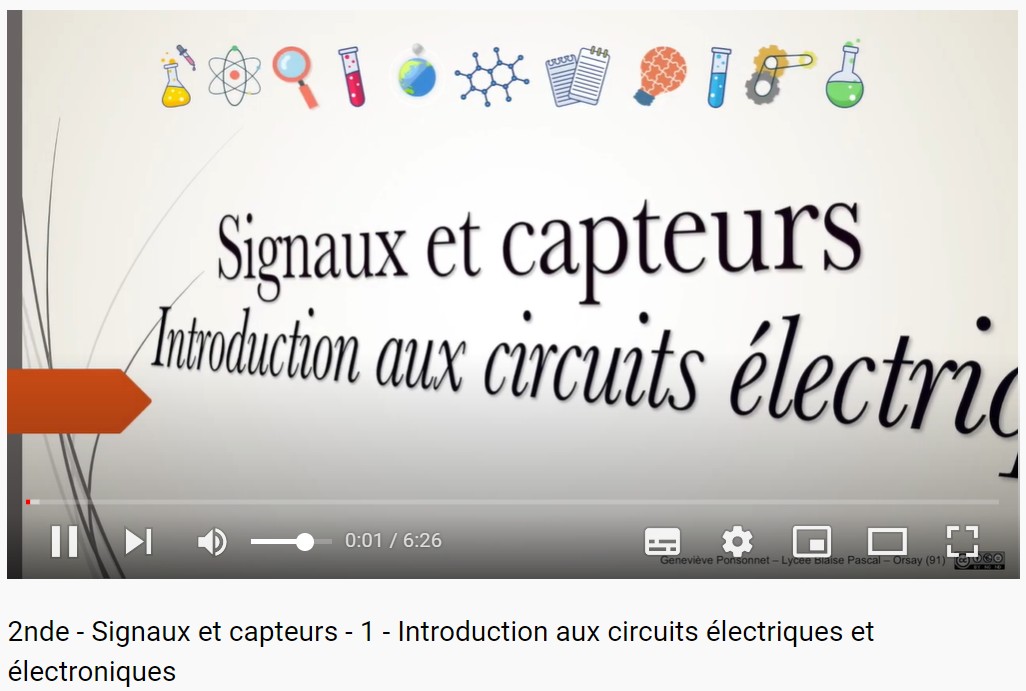 Signaux et capteurs
Introduction aux circuits électriq
0:01 / 6:26
Geneviève Ponsonnet – Lycée Blaise Pascal – Orsay (91)
2nde - Signaux et capteurs - 1 - Introduction aux circuits électriques et
électroniques